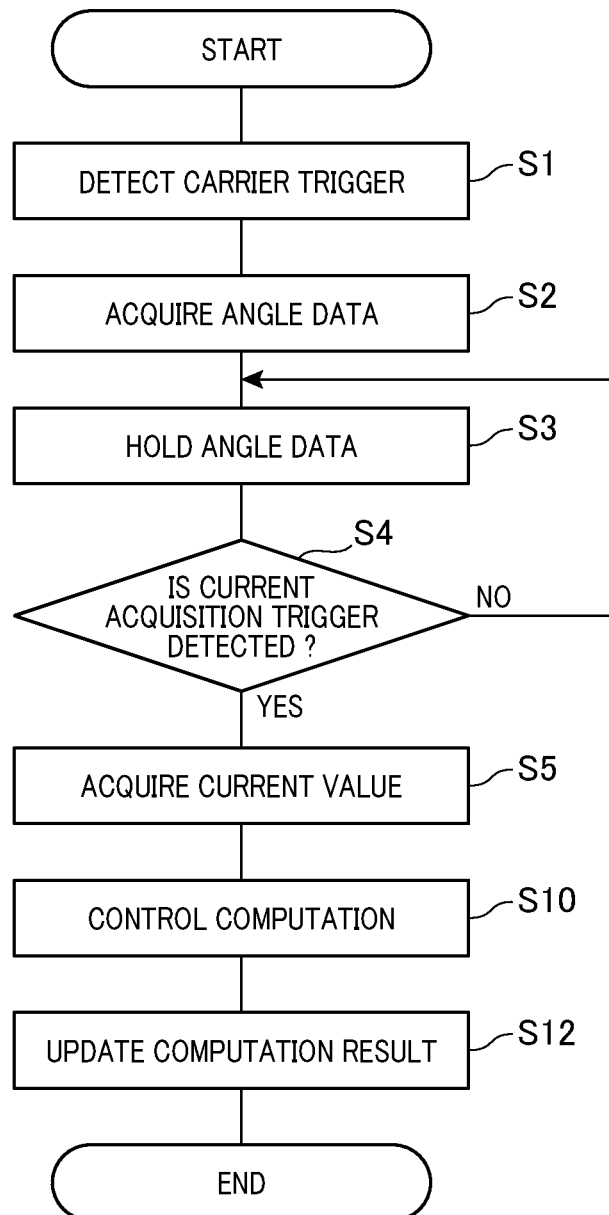 START
DETECT CARRIER TRIGGER
S1
ACQUIRE ANGLE DATA
S2
HOLD ANGLE DATA
S3
S4
IS CURRENT
ACQUISITION TRIGGER
DETECTED ?
NO
YES
ACQUIRE CURRENT VALUE
S5
CONTROL COMPUTATION
S10
UPDATE COMPUTATION RESULT
S12
END